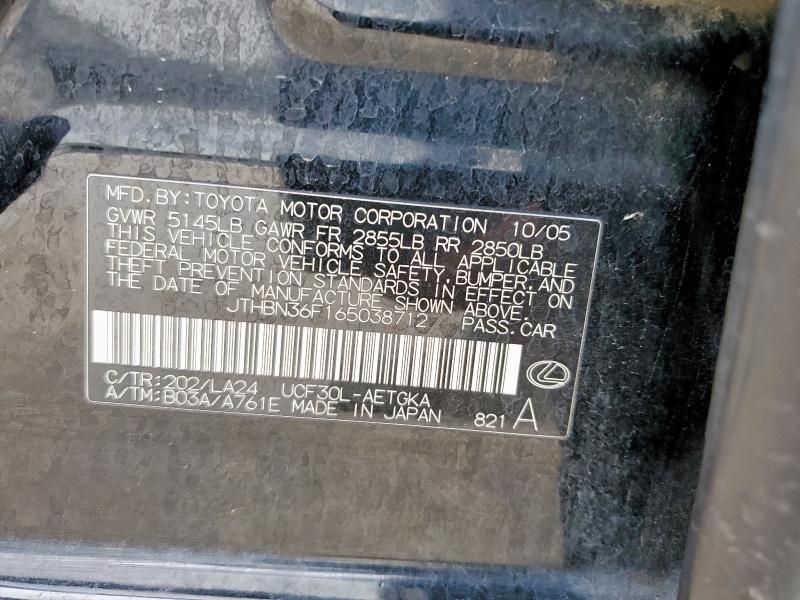 MFD. BY: TOYOTA MOTOR CORPORATION 10/05
GVWR 5145LB GAWR FR 2855LB RR 2850LB
THIS VEHICLE CONFORMS TO ALL APPLICABLE
FEDERAL MOTOR VEHICLE SAFETY, BUMPER, AND
THEFT PREVENTION STANDARDS IN EFFECT ON
THE DATE OF MANUFACTURE SHOWN ABOVE.
JTHBN36F165038712 PASS. CAR
C/TR: 202/LA24 UCF30L-AETGKA
A/TM: B03A/A761E MADE IN JAPAN 821 A